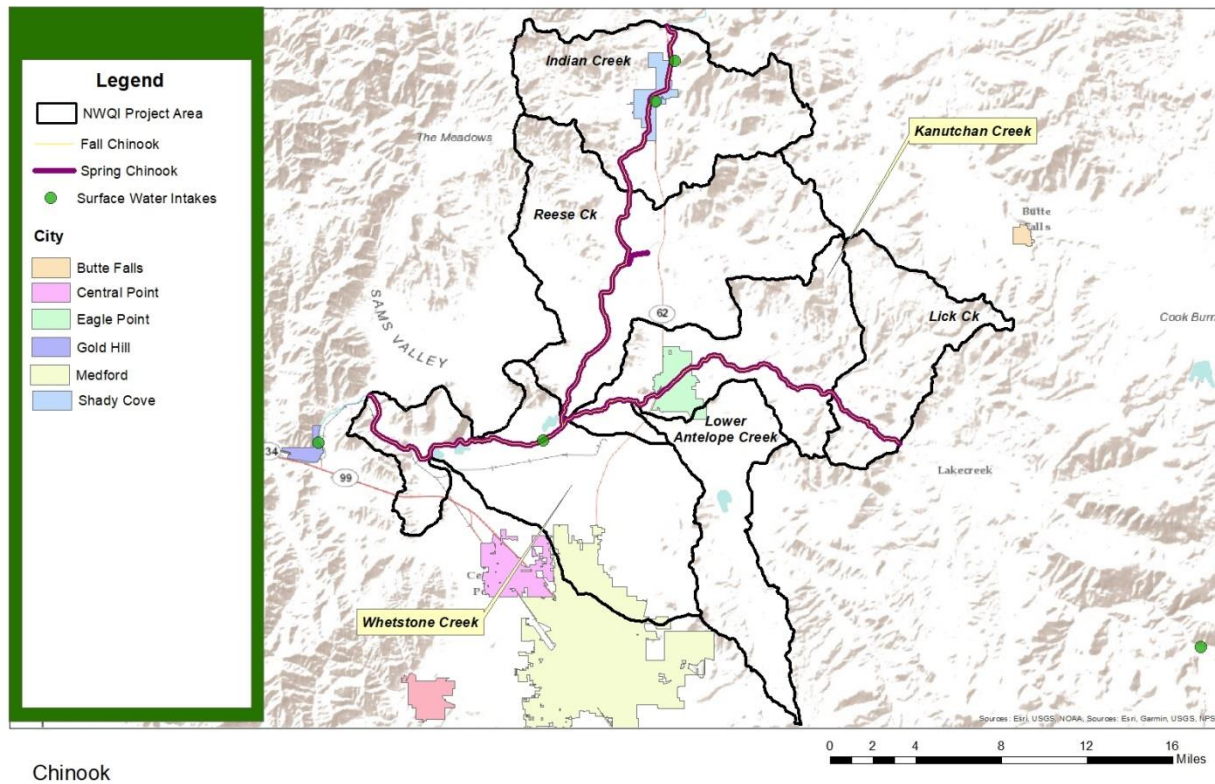 Legend
NWQI Project Area
Fall Chinook
Spring Chinook
Surface Water Intakes
City
Butte Falls
Central Point
Eagle Point
Gold Hill
Medford
Shady Cove
Indian Creek
The Meadows
Kanutchan Creek
Reese Ck
Butte
Falls
SAMS VALLEY
62
Lick Ck
Cook Burn
Lower
Antelope Creek
34
99
Lakecreek
Whetstone Creek
Sources: Esri, USGS, NOAA, Sources: Esri, Garmin, USGS, NPS
0 2 4 8 12 16
Miles
Chinook